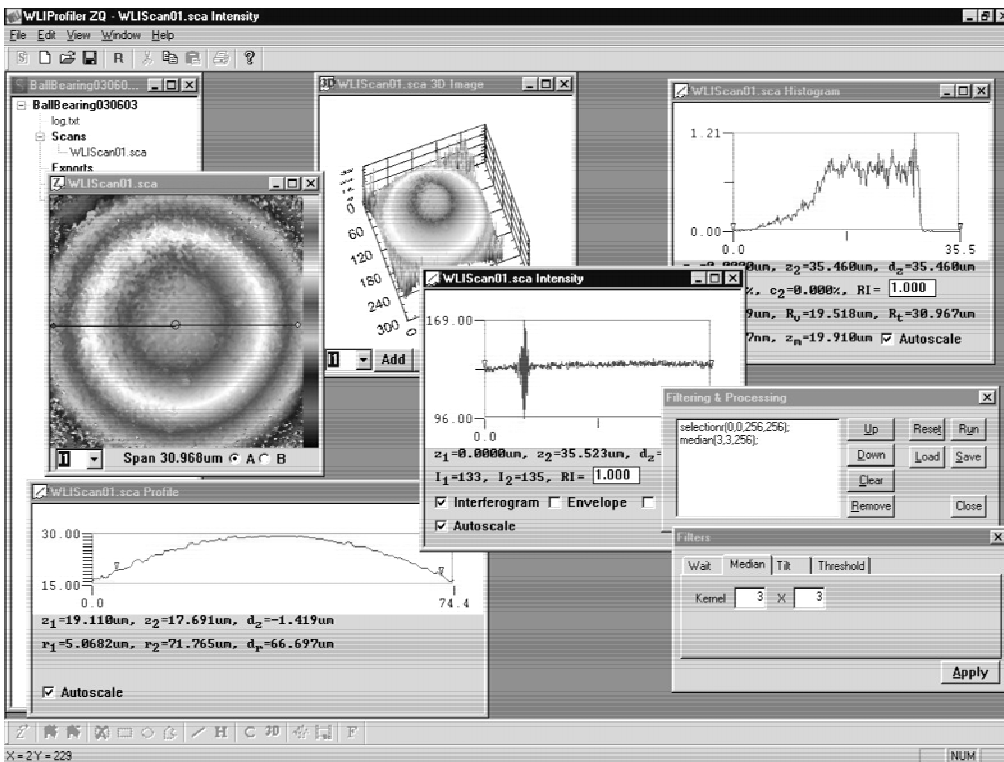 WLIProfiler ZQ - WLIScan01.sca Intensity
File Edit View Window Help
R
?
BallBearing03060...
BallBearing030603
log.txt
Scans
WLIScan01.sca
Exports
WLIScan01.sca
Span 30.968um A B
WLIScan01.sca 3D Image
0
60
120
180
240
300
0
Add
WLIScan01.sca Histogram
1.21
0.00
0.0
35.5
z2=35.460um, dz=35.460um
%, c2=0.000%, RI= 1.000
9um, Rv=19.518um, Rt=30.967um
7nm, zm=19.910um Autoscale
WLIScan01.sca Intensity
169.00
96.00
0.0
z1=0.0000um, z2=35.523um, dz=
I1=133, I2=135, RI= 1.000
Interferogram Envelope
Autoscale
Filtering & Processing
selectionr(0,0,256,256);
median(3,3,256);
Up
Reset
Run
Down
Load
Save
Clear
Remove
Close
Filters
Wait Median Tilt Threshold
Kernel 3 X 3
Apply
WLIScan01.sca Profile
30.00
15.00
0.0
74.4
z1=19.110um, z2=17.691um, dz=-1.419um
r1=5.0682um, r2=71.765um, dr=66.697um
Autoscale
H
C 3D
F
X = 2 Y = 229
NUM